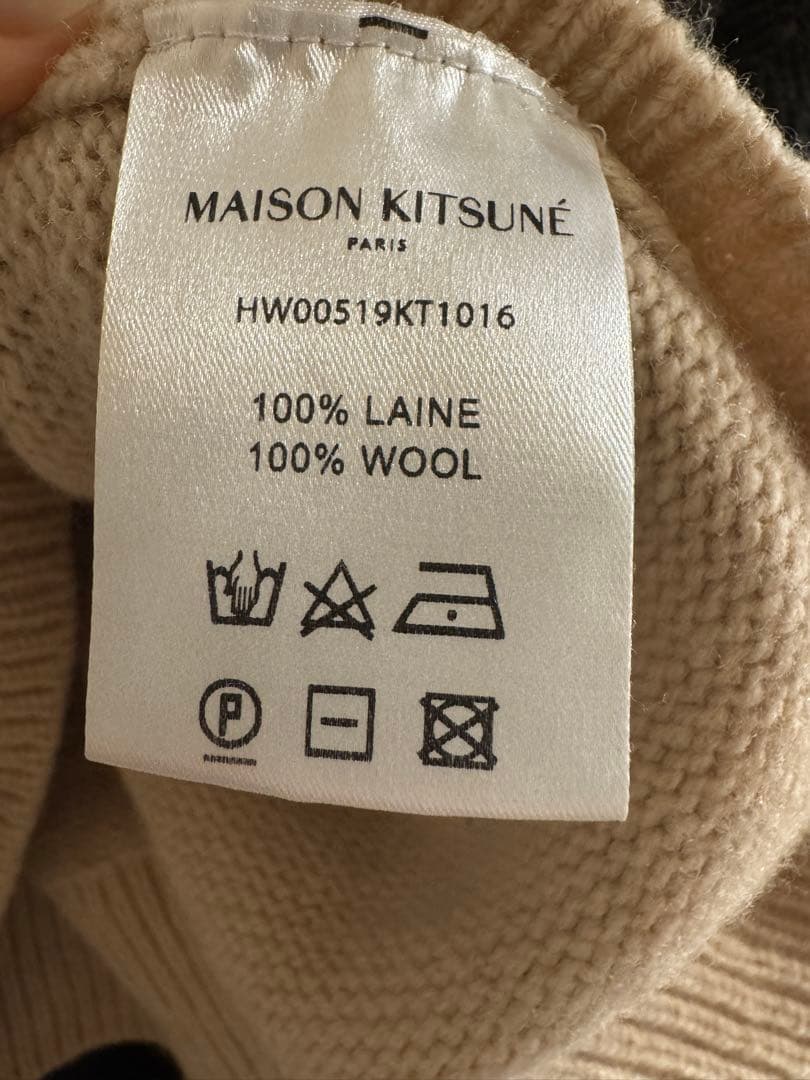 MAISON KITSUNÉ
PARIS
HW00519KT1016
100% LAINE
100% WOOL
P